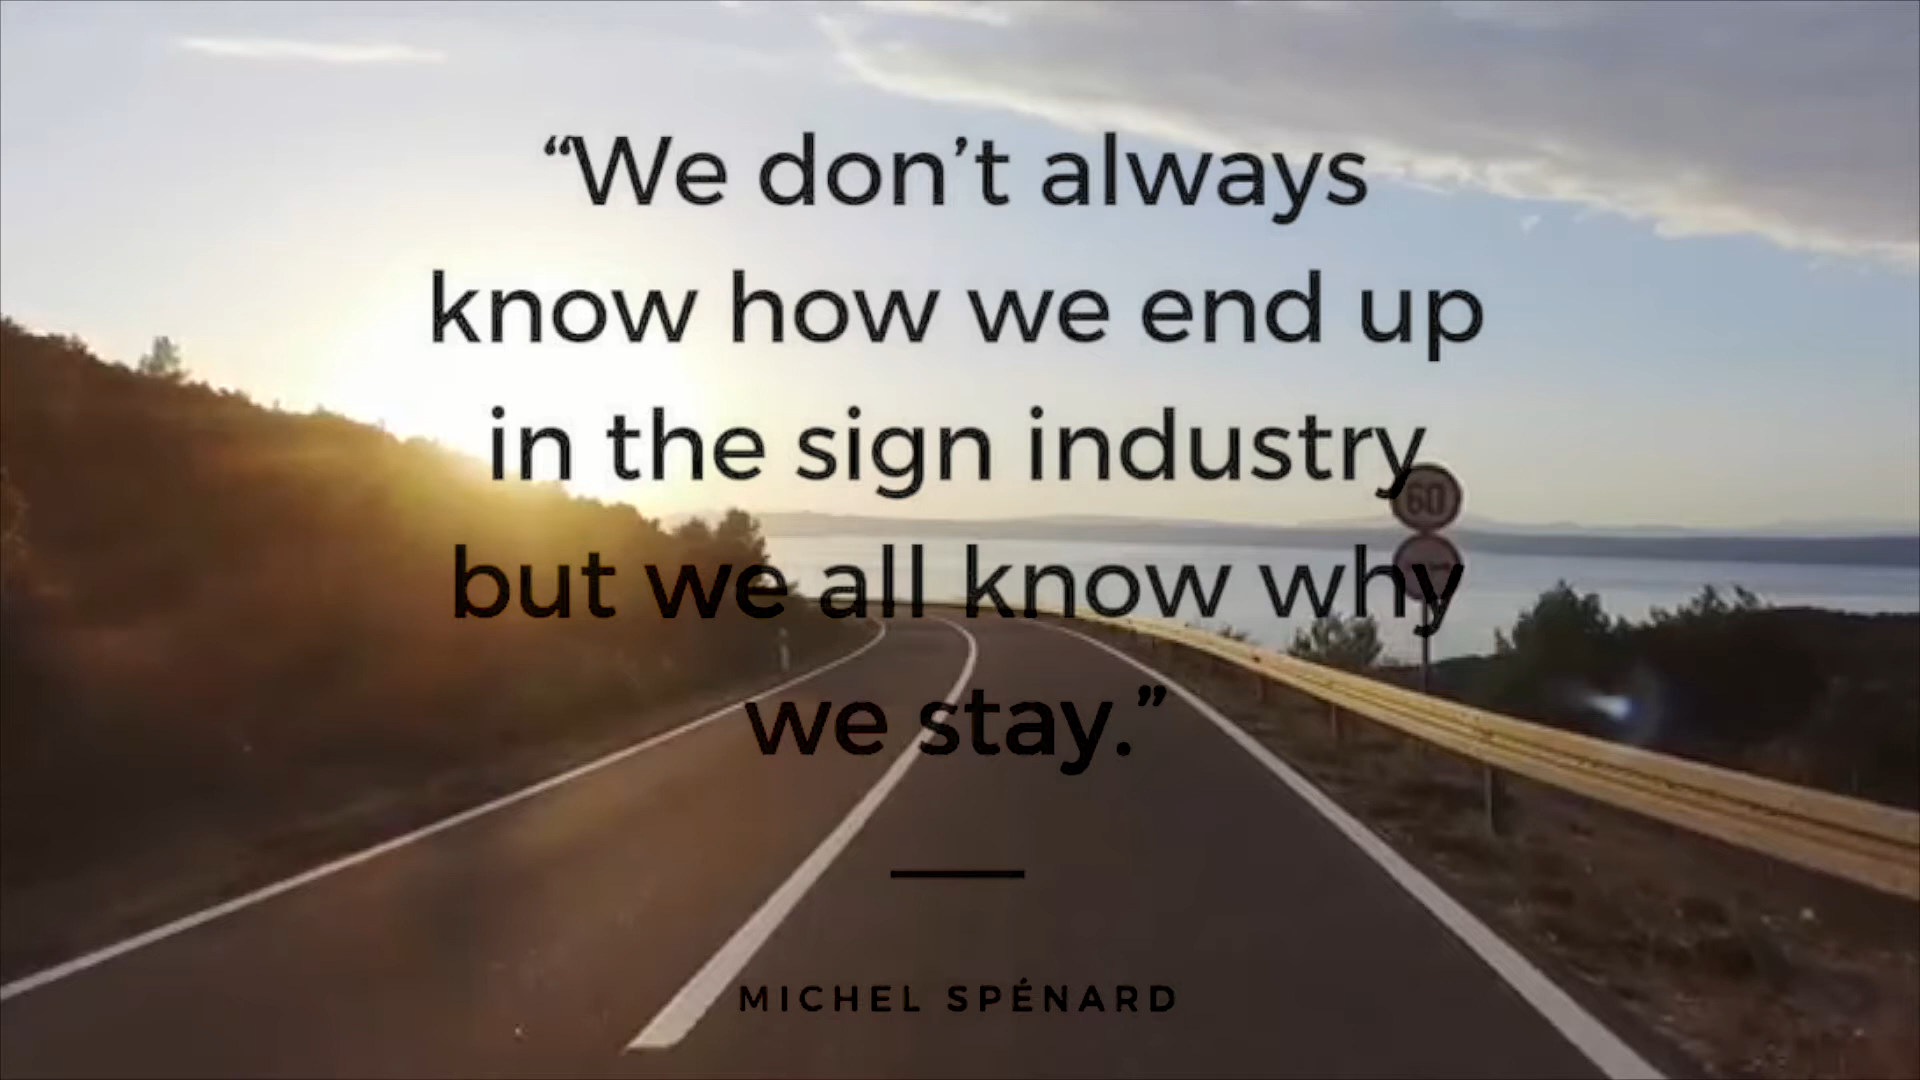 “We don’t always
know how we end up
in the sign industry
but we all know why
we stay.”
MICHEL SPÉNARD
60